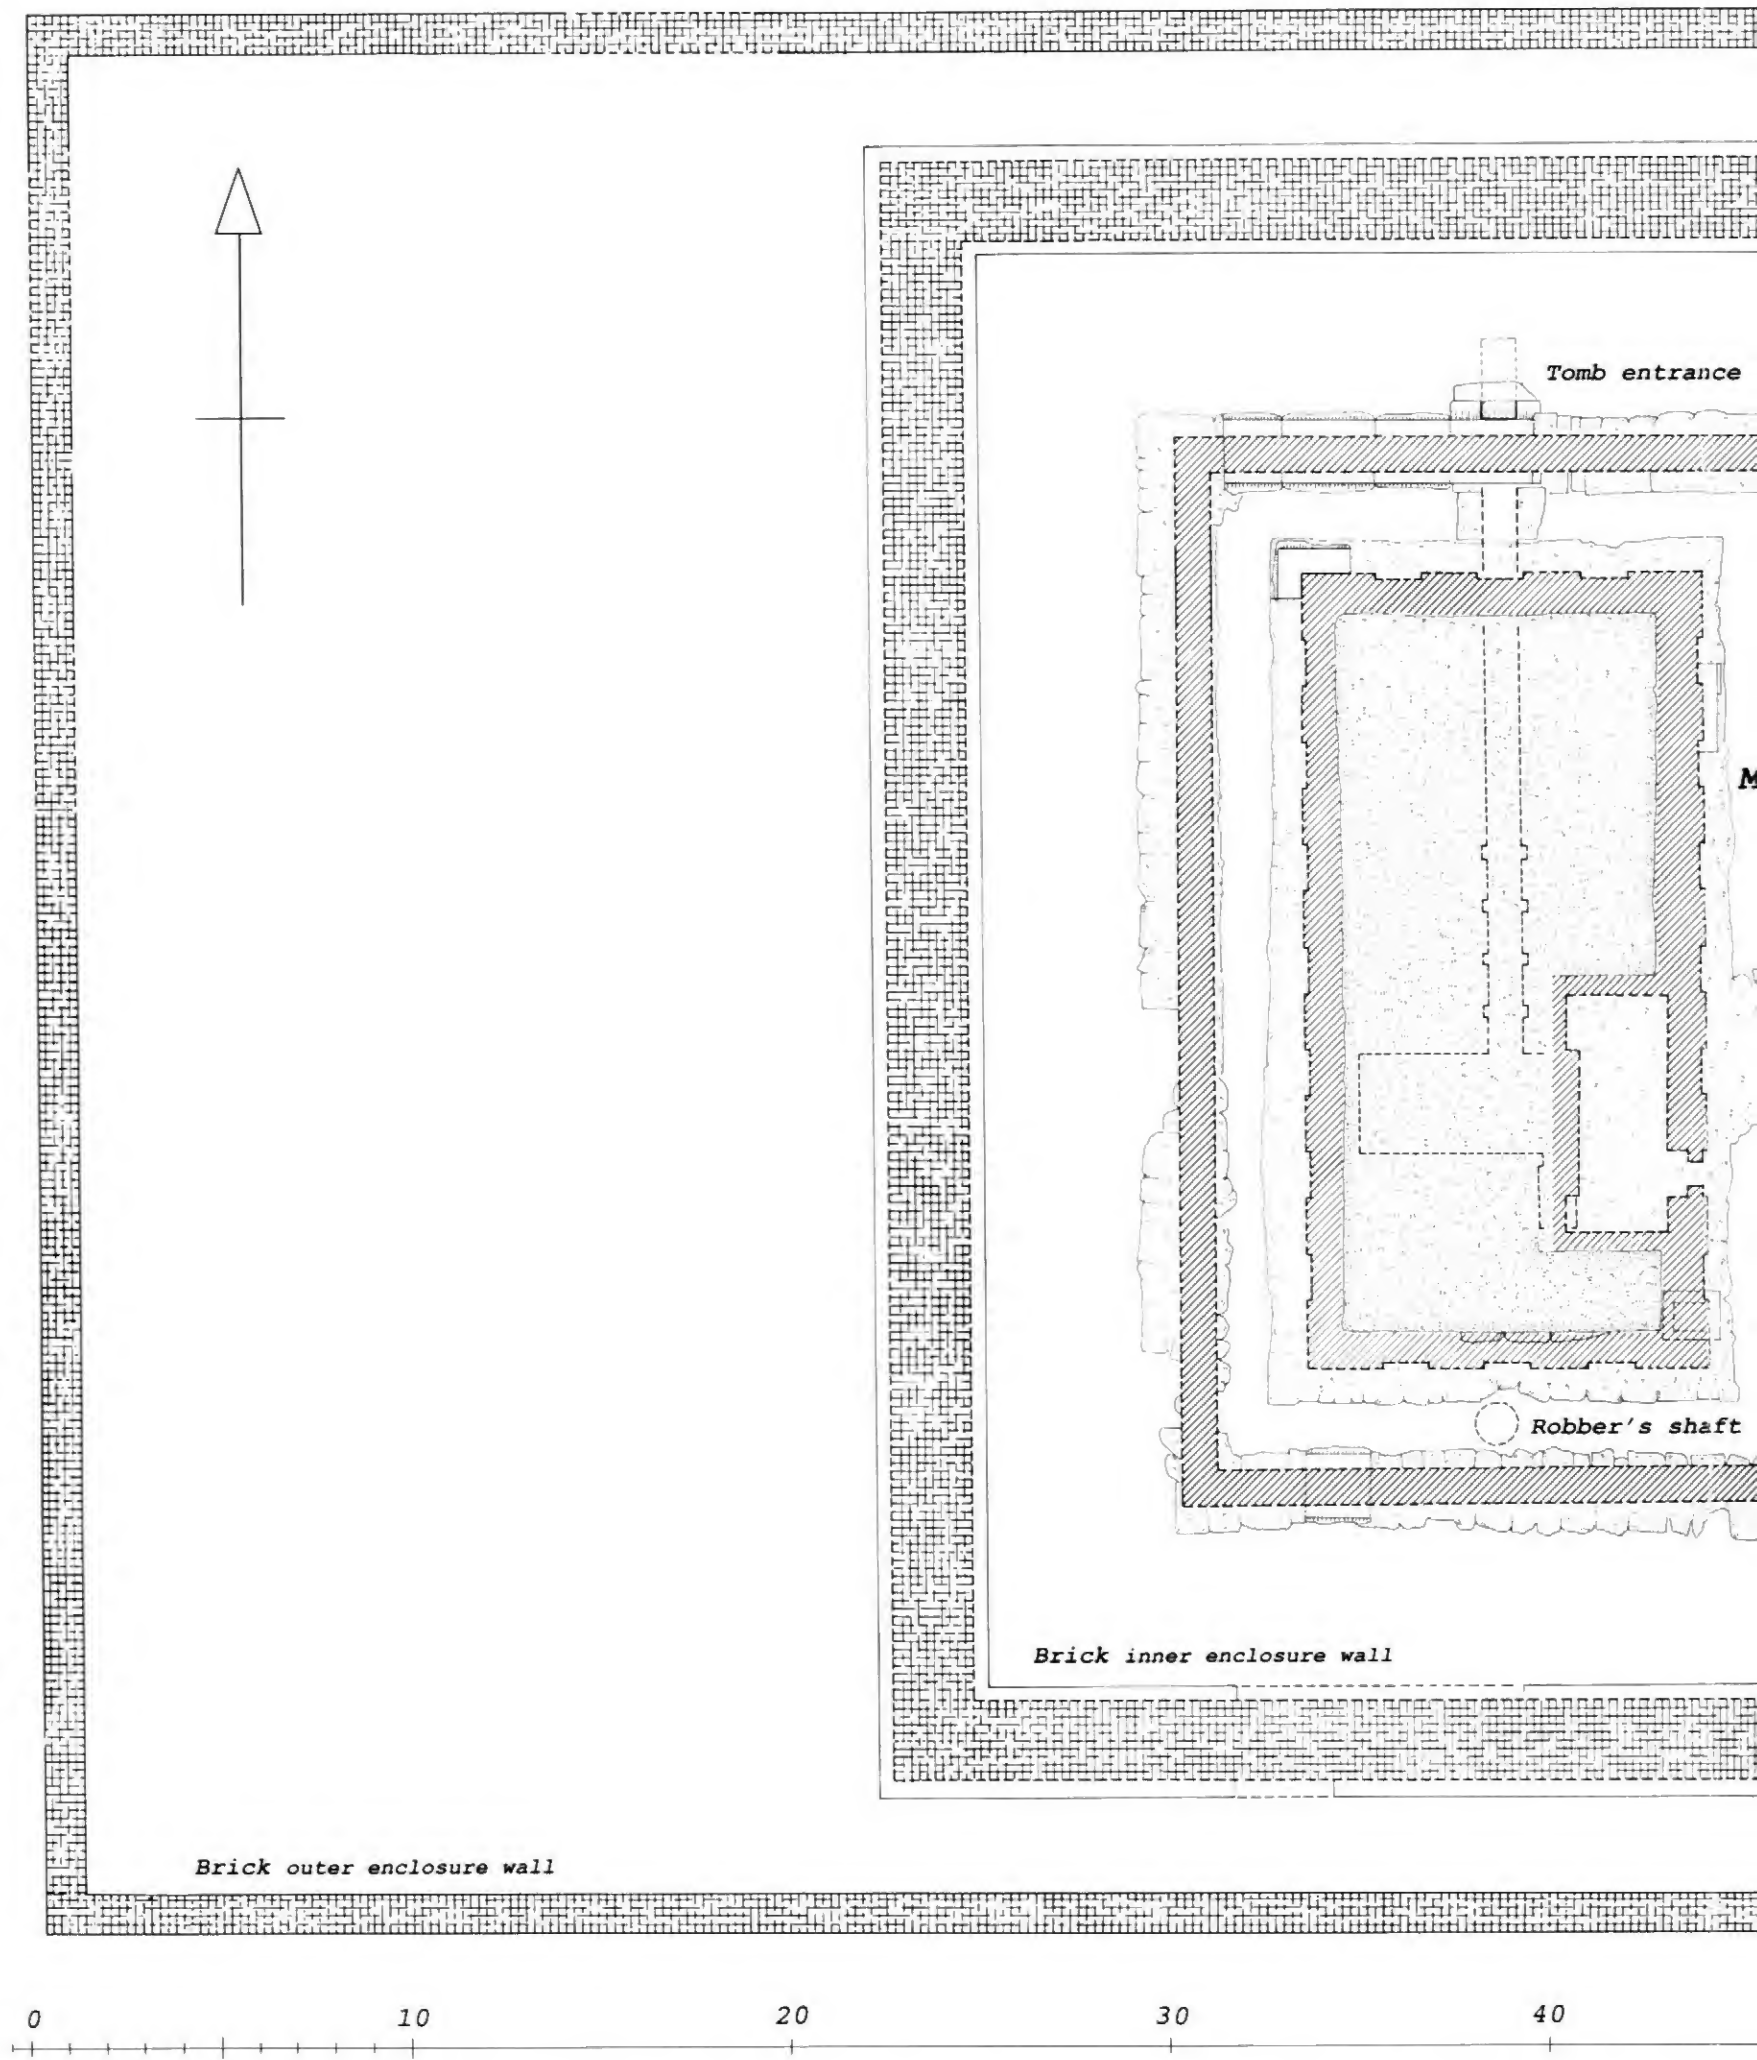 Tomb entrance
M
Robber's shaft
Brick inner enclosure wall
Brick outer enclosure wall
0 10 20 30 40